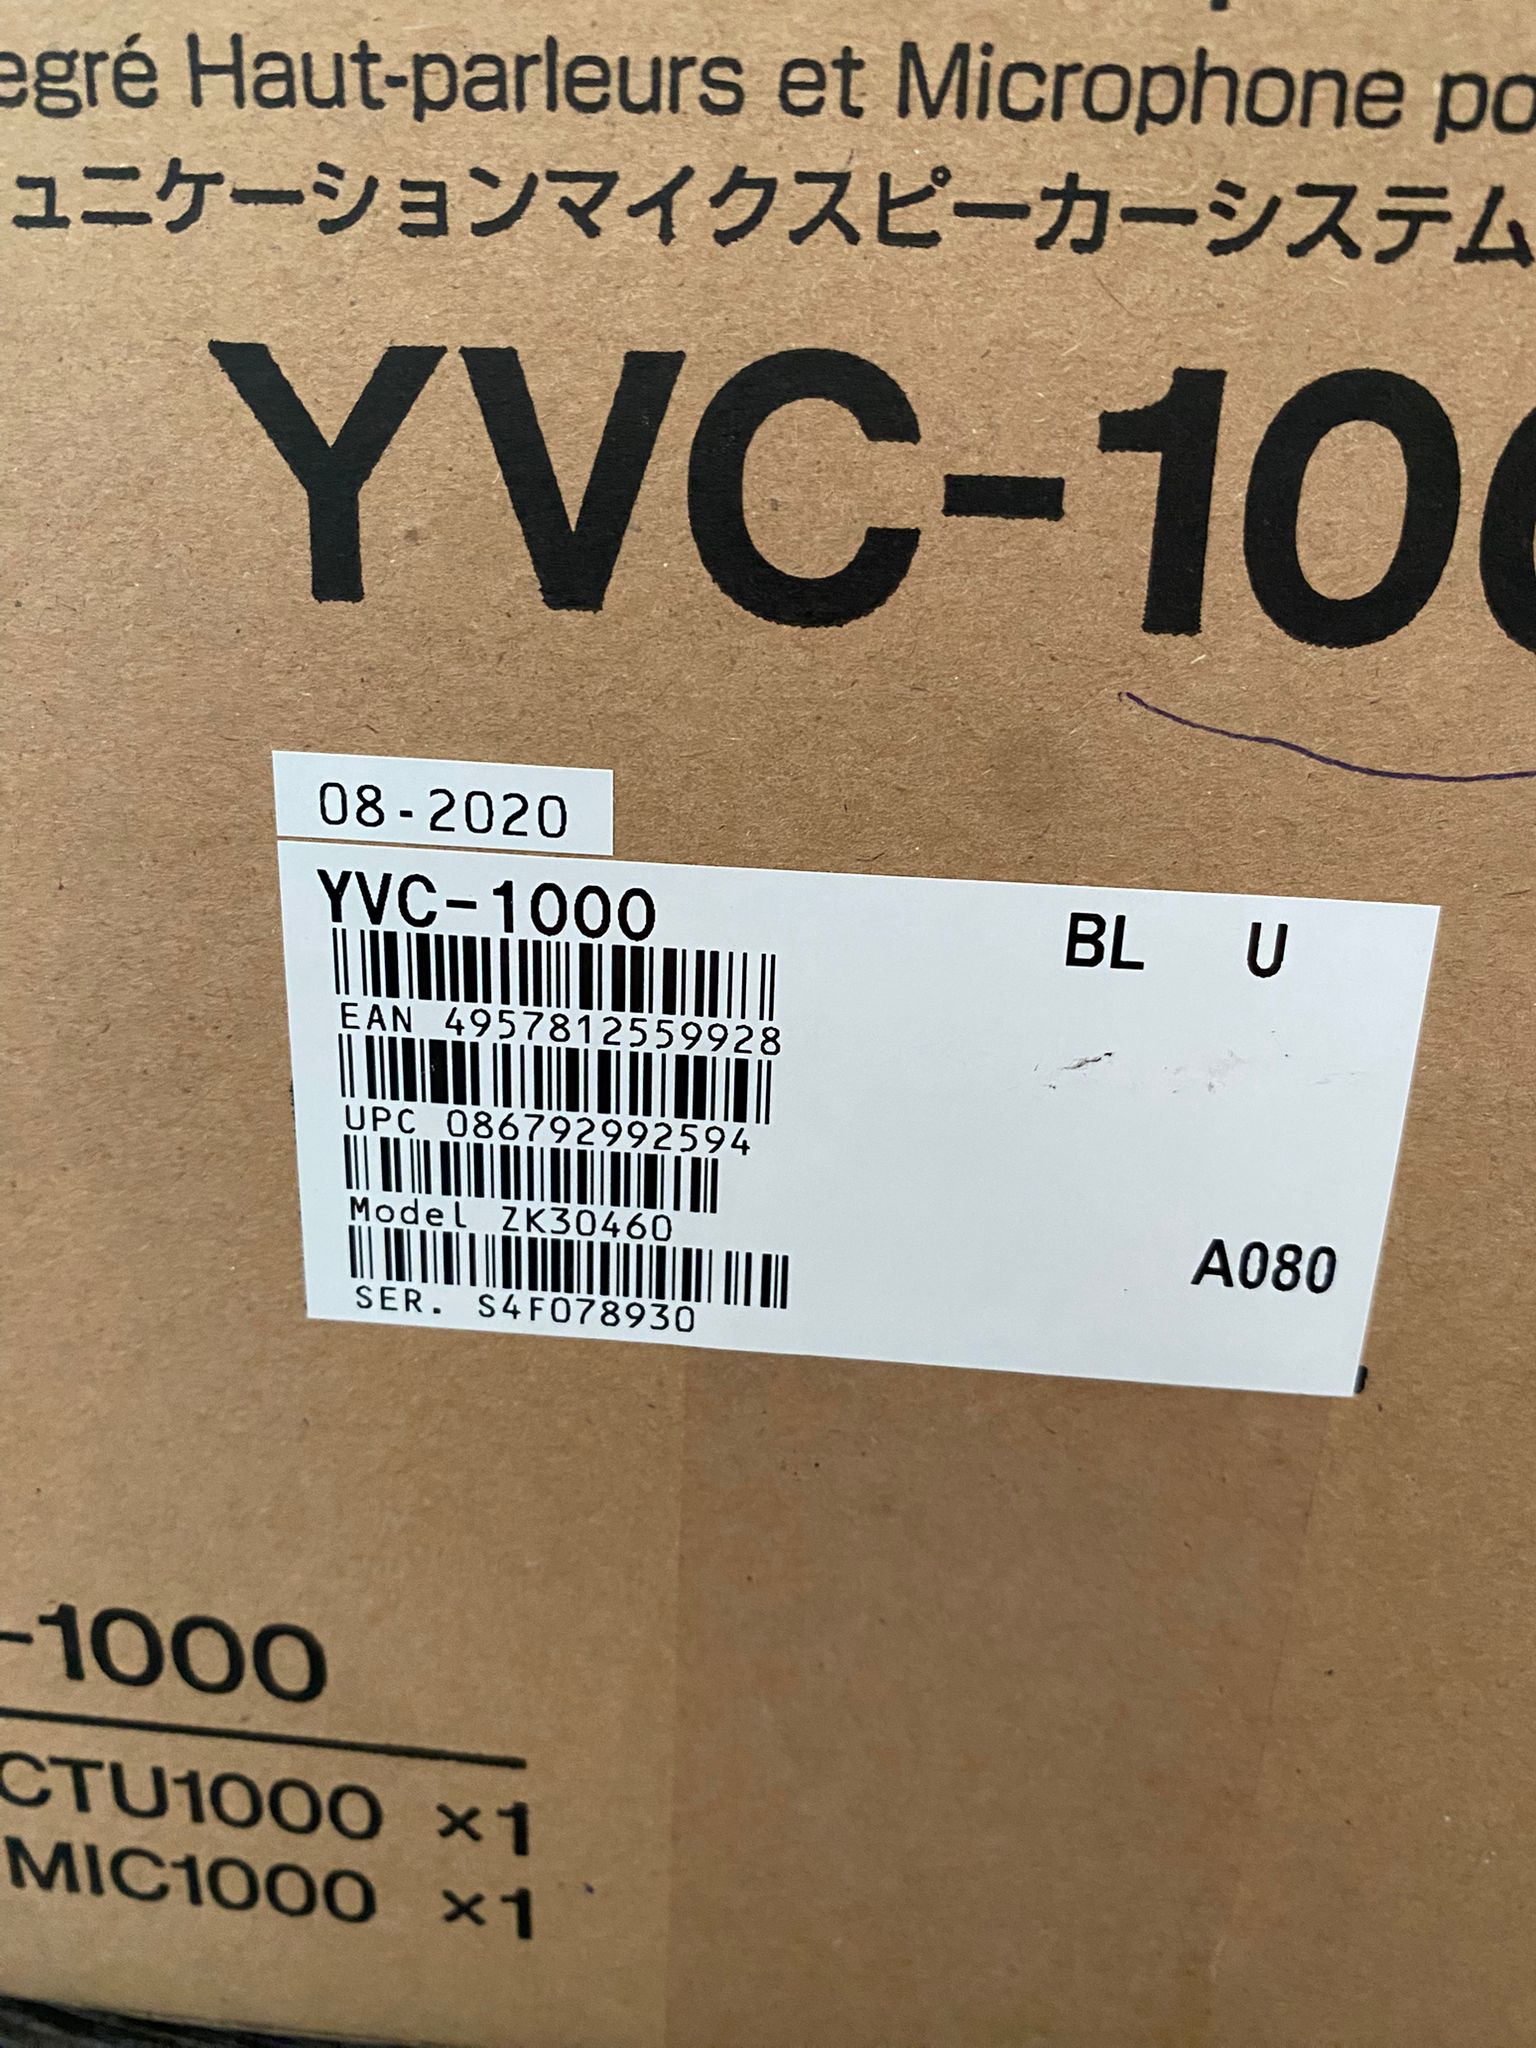 egré Haut-parleurs et Microphone po
ュニケーションマイクスピーカーシステム
YVC-100
08-2020
YVC-1000 BL U
EAN 4957812559928
UPC 086792992594
Model ZK30460
A080
SER. S4F078930
-1000
CTU1000 ×1
MIC1000 ×1